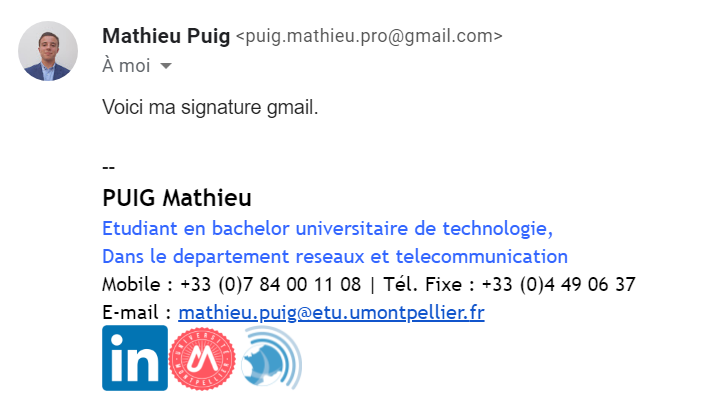 Mathieu Puig <puig.mathieu.pro@gmail.com>
À moi
Voici ma signature gmail.
--
PUIG Mathieu
Etudiant en bachelor universitaire de technologie,
Dans le departement reseaux et telecommunication
Mobile : +33 (0)7 84 00 11 08 | Tél. Fixe : +33 (0)4 49 06 37
E-mail : mathieu.puig@etu.umontpellier.fr
in
UNIVERSITÉ
M
MONTPELLIER